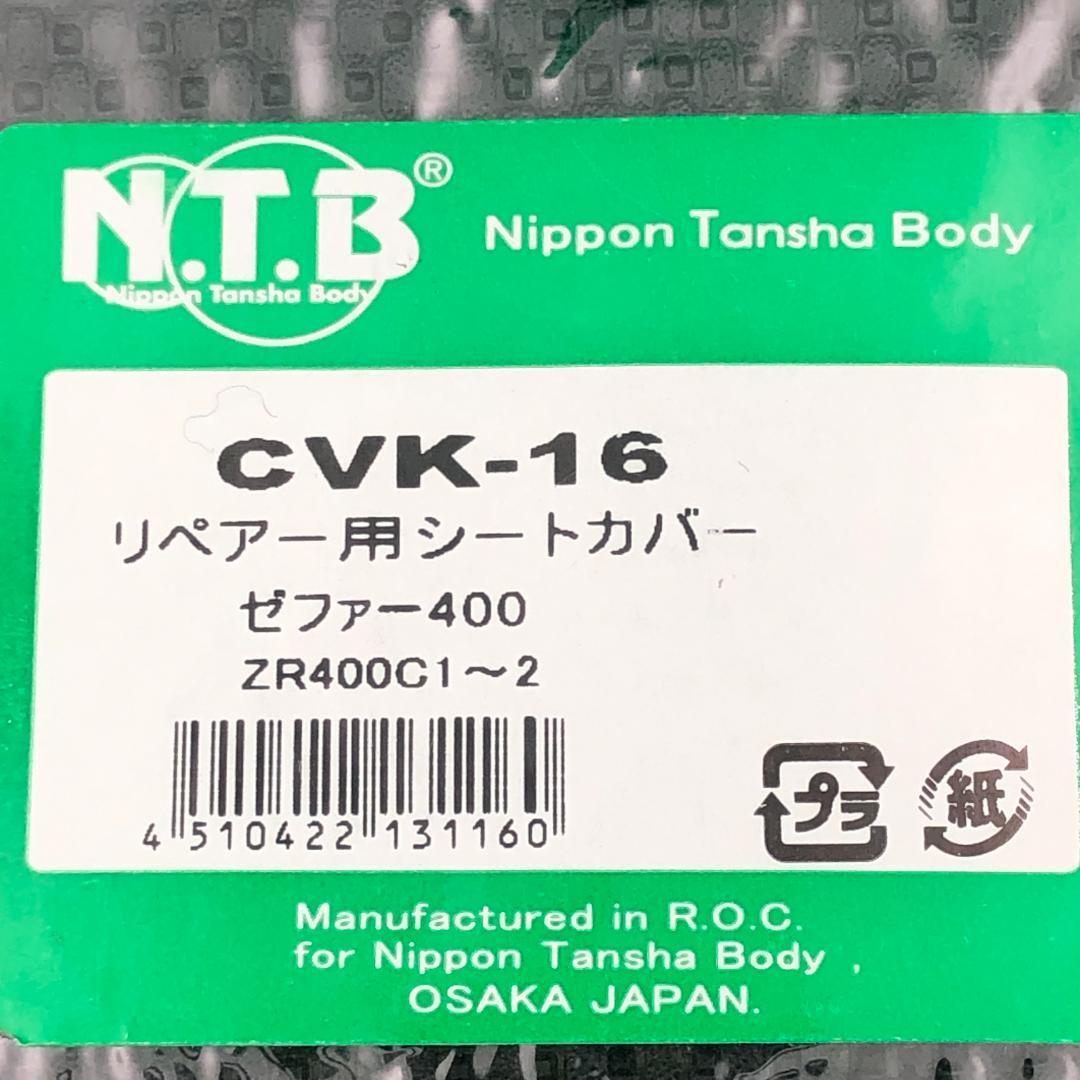 N.T.B®
Nippon Tansha Body
Nippon Tansha Body
CVK-16
リペアー用シートカバー
ゼファー400
ZR400C1～2
4 510422 131160
プラ
紙
Manufactured in R.O.C.
for Nippon Tansha Body ,
OSAKA JAPAN.